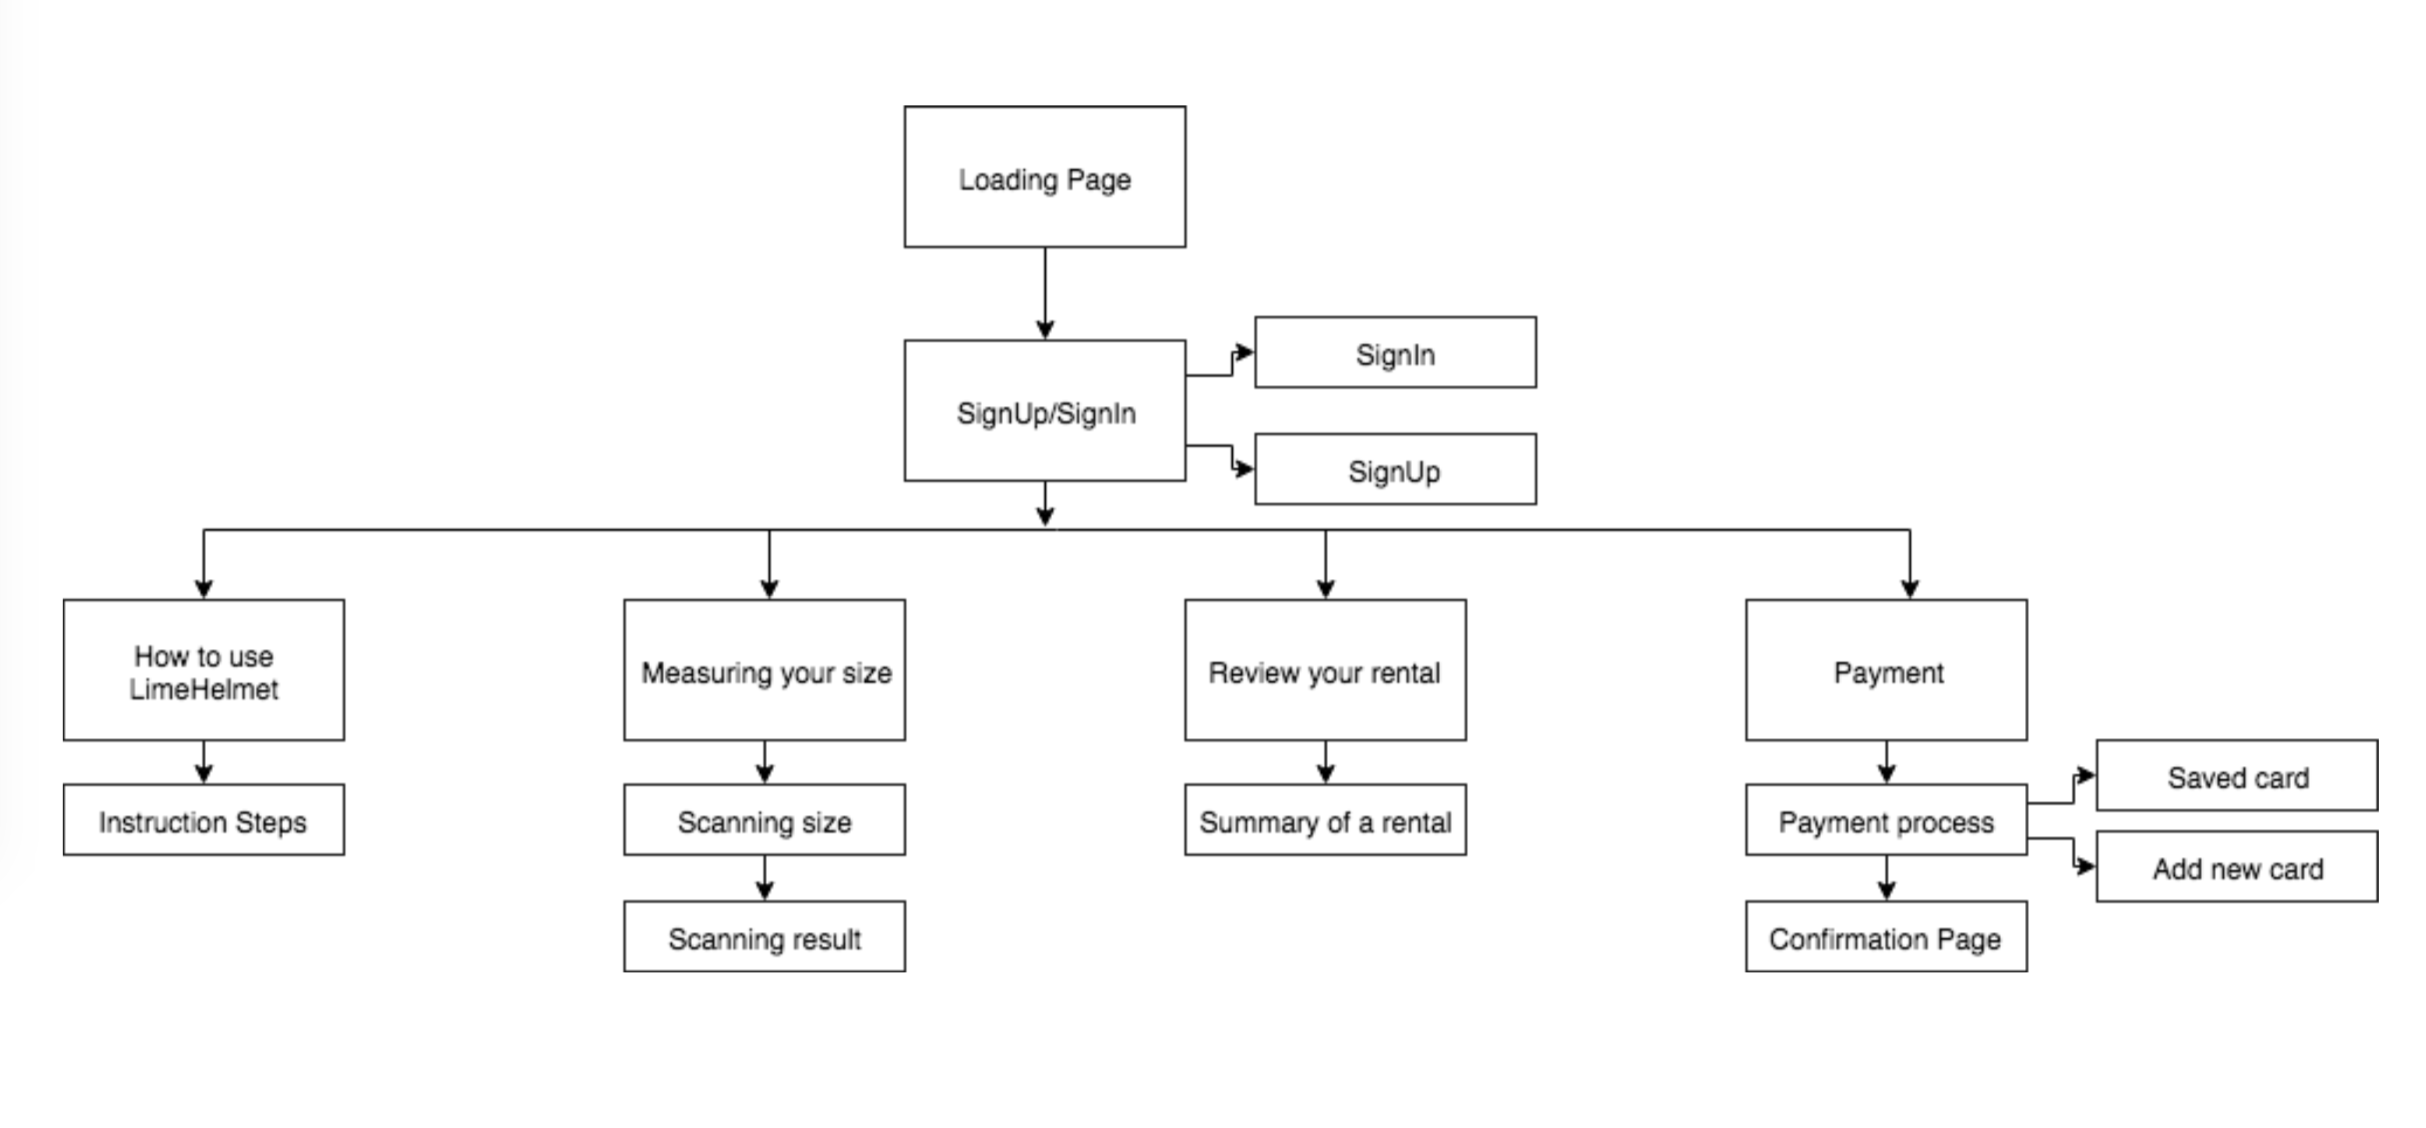 Loading Page
SignUp/SignIn
SignIn
SignUp
How to use
LimeHelmet
Measuring your size
Review your rental
Payment
Instruction Steps
Scanning size
Summary of a rental
Payment process
Saved card
Add new card
Scanning result
Confirmation Page